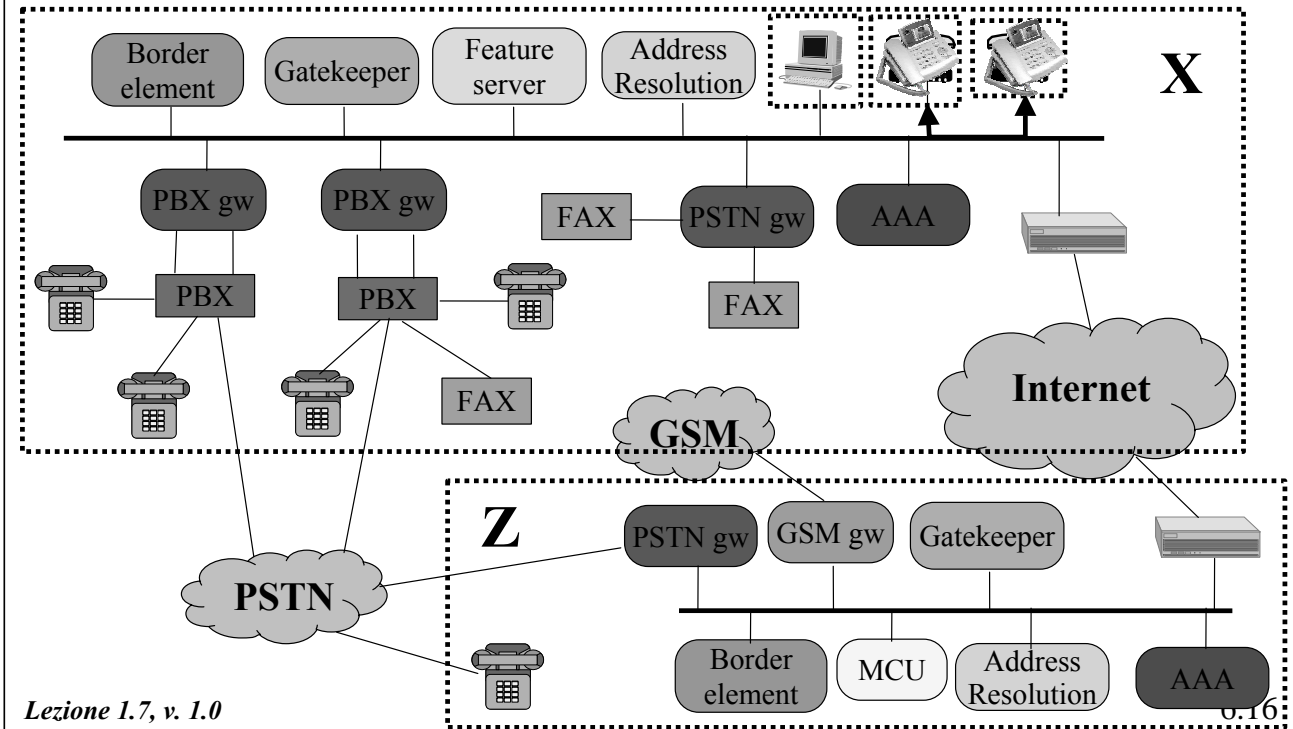 Border
element
Gatekeeper
Feature
server
Address
Resolution
X
PBX gw
PBX gw
FAX
PSTN gw
AAA
PBX
PBX
FAX
FAX
Internet
GSM
Z
PSTN gw
GSM gw
Gatekeeper
PSTN
Border
element
MCU
Address
Resolution
AAA
Lezione 1.7, v. 1.0
6.16